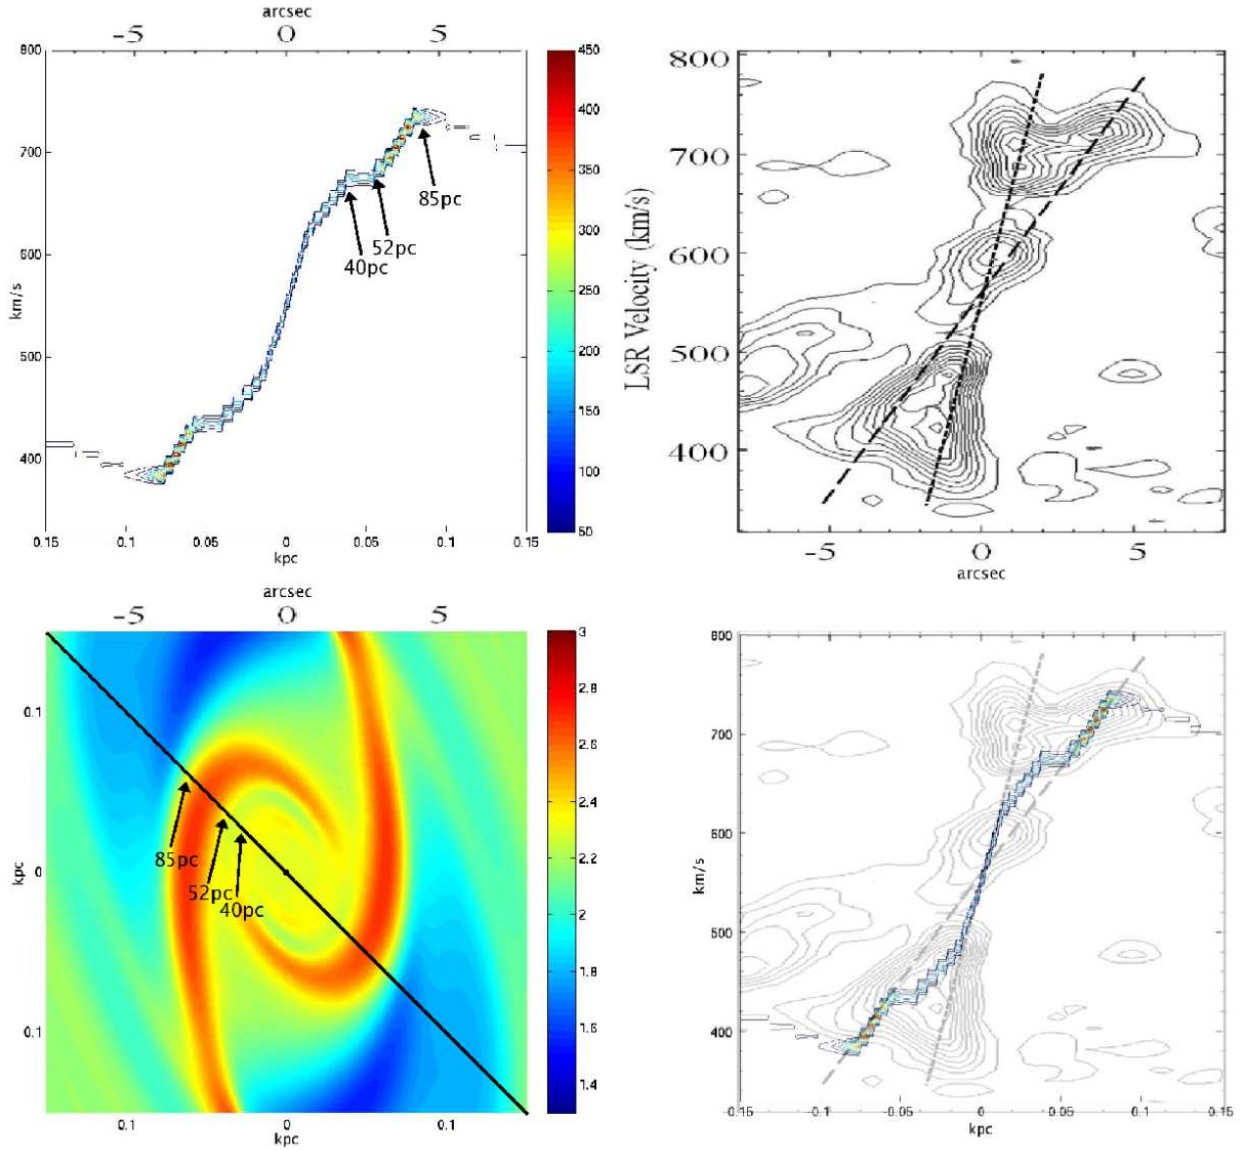 arcsec
-5 0 5
800
700
600
500
400
km/s
0.15 0.1 0.05 0 0.05 0.1 0.15
kpc
85pc
52pc
40pc
450
400
350
300
250
200
150
100
50
800
700
600
500
400
LSR Velocity (km/s)
-5 0 5
arcsec
arcsec
-5 0 5
0.1
0
0.1
kpc
0.1 0 0.1
kpc
85pc
52pc
40pc
3
2.8
2.6
2.4
2.2
2
1.8
1.6
1.4
800
700
600
500
400
km/s
-0.15 -0.1 -0.05 0 0.05 0.1 0.15
kpc